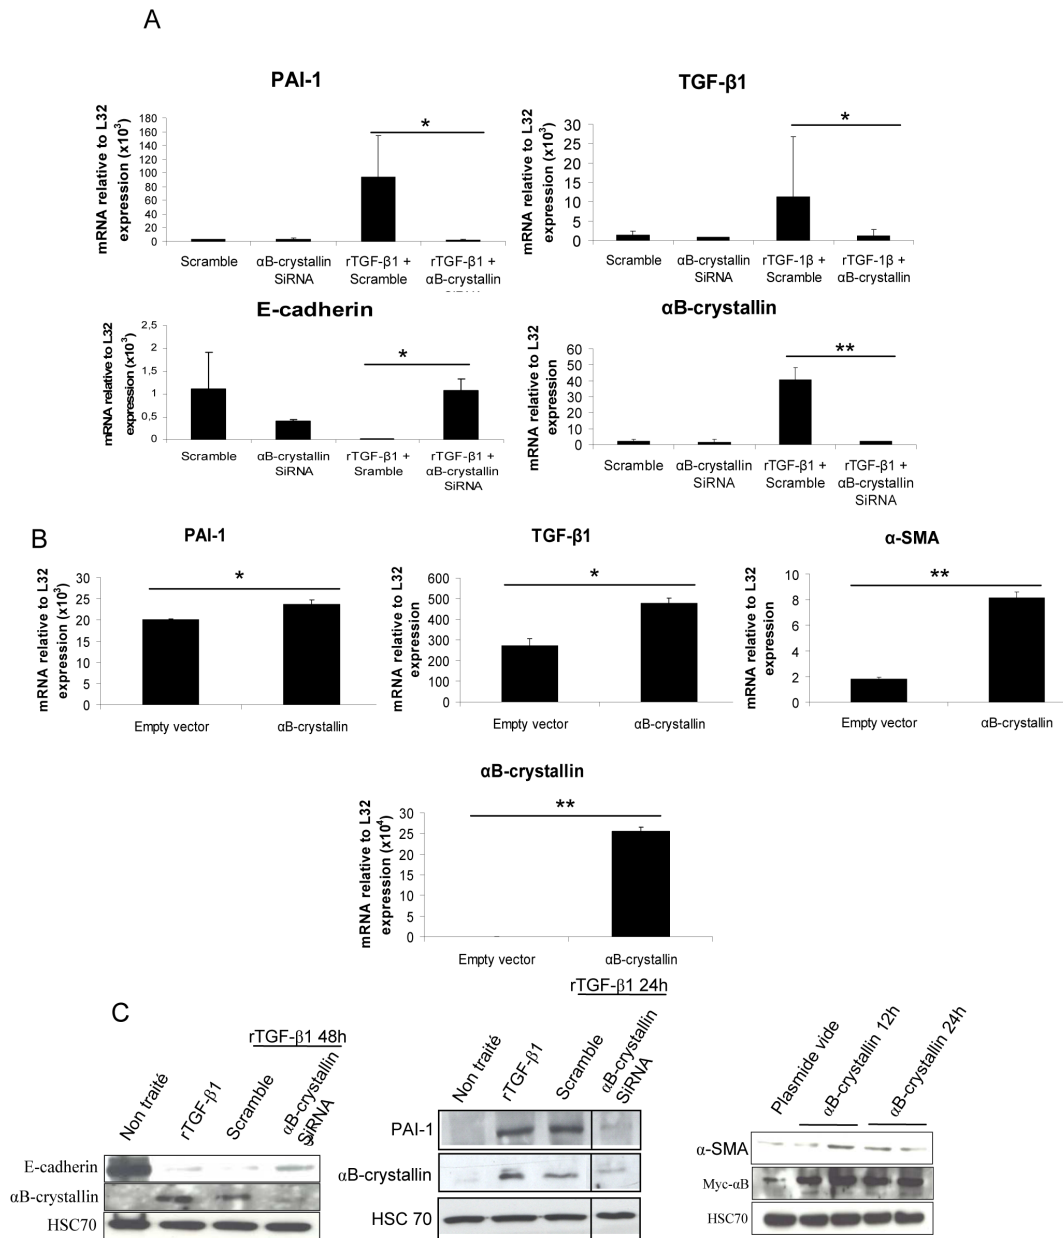 A
PAI-1
mRNA relative to L32
expression (x10³)
180
160
140
120
100
80
60
40
20
0
*
Scramble
αB-crystallin
SiRNA
rTGF-β1 +
Scramble
rTGF-β1 +
αB-crystallin
TGF-β1
mRNA relative to L32
expression (x10³)
30
25
20
15
10
5
0
*
Scramble
αB-crystallin
SiRNA
rTGF-1β +
Scramble
rTGF-1β +
αB-crystallin
E-cadherin
mRNA relative to L32
expression (x10³)
2,5
2
1,5
1
0,5
0
*
Scramble
αB-crystallin
SiRNA
rTGF-β1 +
Sramble
rTGF-β1 +
αB-crystallin
SiRNA
αB-crystallin
mRNA relative to L32
expression
60
50
40
30
20
10
0
**
Scramble
αB-crystallin
SiRNA
rTGF-β1 +
Scramble
rTGF-β1 +
αB-crystallin
SiRNA
B
PAI-1
mRNA relative to L32
expression (x10³)
30
25
20
15
10
5
0
*
Empty vector
αB-crystallin
TGF-β1
mRNA relative to L32
expression
600
500
400
300
200
100
0
*
Empty vector
αB-crystallin
α-SMA
mRNA relative to L32
expression
10
8
6
4
2
0
**
Empty vector
αB-crystallin
αB-crystallin
mRNA relative to L32
expression (x10⁴)
30
25
20
15
10
5
0
**
Empty vector
αB-crystallin
C
rTGF-β1 48h
Non traité
rTGF-β1
Scramble
αB-crystallin
SiRNA
E-cadherin
αB-crystallin
HSC70
rTGF-β1 24h
Non traité
rTGF-β1
Scramble
αB-crystallin
SiRNA
PAI-1
αB-crystallin
HSC 70
Plasmide vide
αB-crystallin 12h
αB-crystallin 24h
α-SMA
Myc-αB
HSC70